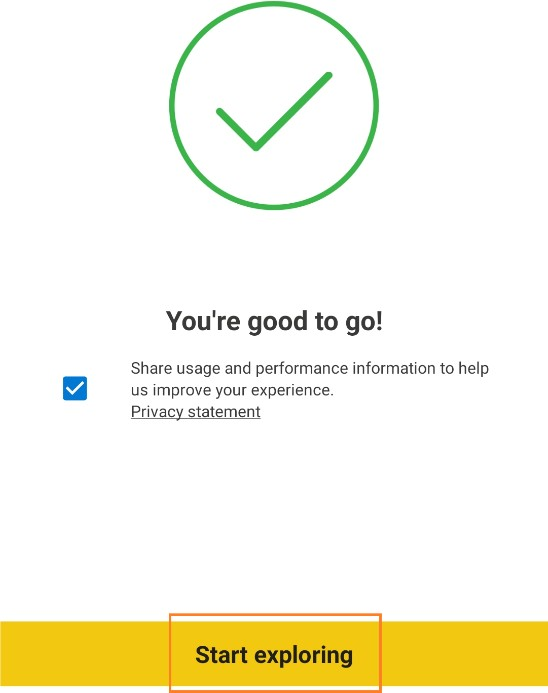 You're good to go!
Share usage and performance information to help
us improve your experience.
Privacy statement
Start exploring